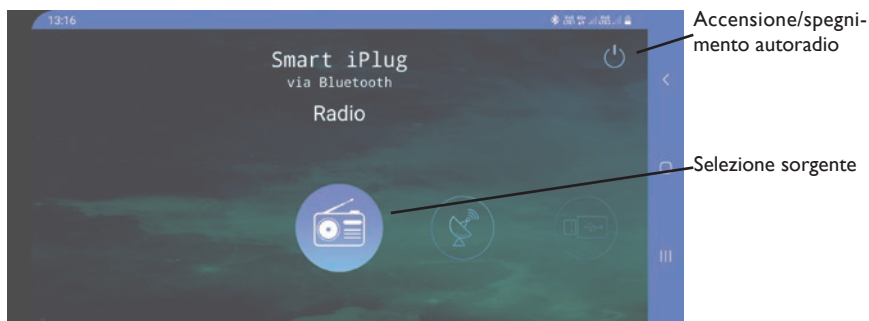 13:16
Accensione/spegni-
mento autoradio
Smart iPlug
via Bluetooth
Radio
Selezione sorgente